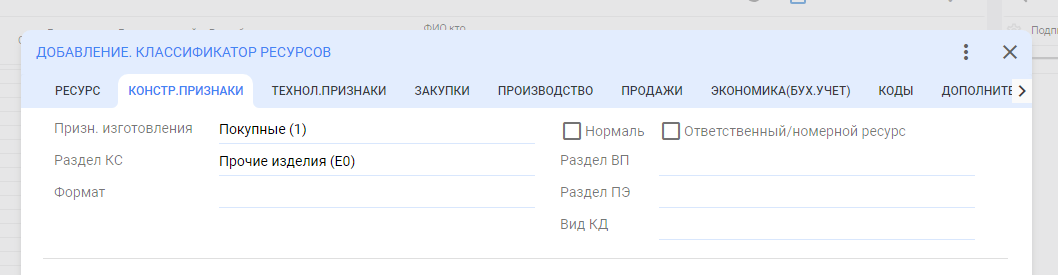 ФИО кто
Подпи
ДОБАВЛЕНИЕ. КЛАССИФИКАТОР РЕСУРСОВ
РЕСУРС КОНСТР.ПРИЗНАКИ ТЕХНОЛ.ПРИЗНАКИ ЗАКУПКИ ПРОИЗВОДСТВО ПРОДАЖИ ЭКОНОМИКА(БУХ.УЧЕТ) КОДЫ ДОПОЛНИТЕ
Призн. изготовления Покупные (1) Нормаль Ответственный/номерной ресурс
Раздел КС Прочие изделия (E0) Раздел ВП
Формат Раздел ПЭ
Вид КД